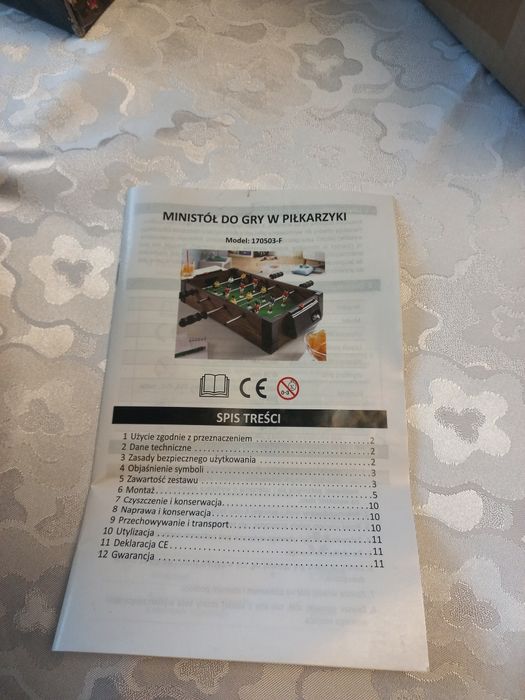 MINISTÓŁ DO GRY W PIŁKARZYKI
Model: 170503-F
CE
0-3
SPIS TREŚCI
1 Użycie zgodnie z przeznaczeniem ........ 2
2 Dane techniczne ........ 2
3 Zasady bezpiecznego użytkowania ........ 2
4 Objaśnienie symboli ........ 3
5 Zawartość zestawu ........ 3
6 Montaż ........ 5
7 Czyszczenie i konserwacja ........ 10
8 Naprawa i konserwacja ........ 10
9 Przechowywanie i transport ........ 10
10 Utylizacja ........ 11
11 Deklaracja CE ........ 11
12 Gwarancja ........ 11